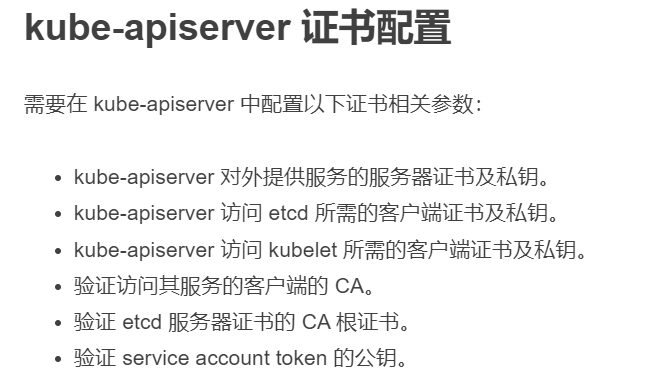 kube-apiserver 证书配置
需要在 kube-apiserver 中配置以下证书相关参数：
• kube-apiserver 对外提供服务的服务器证书及私钥。
• kube-apiserver 访问 etcd 所需的客户端证书及私钥。
• kube-apiserver 访问 kubelet 所需的客户端证书及私钥。
• 验证访问其服务的客户端的 CA。
• 验证 etcd 服务器证书的 CA 根证书。
• 验证 service account token 的公钥。